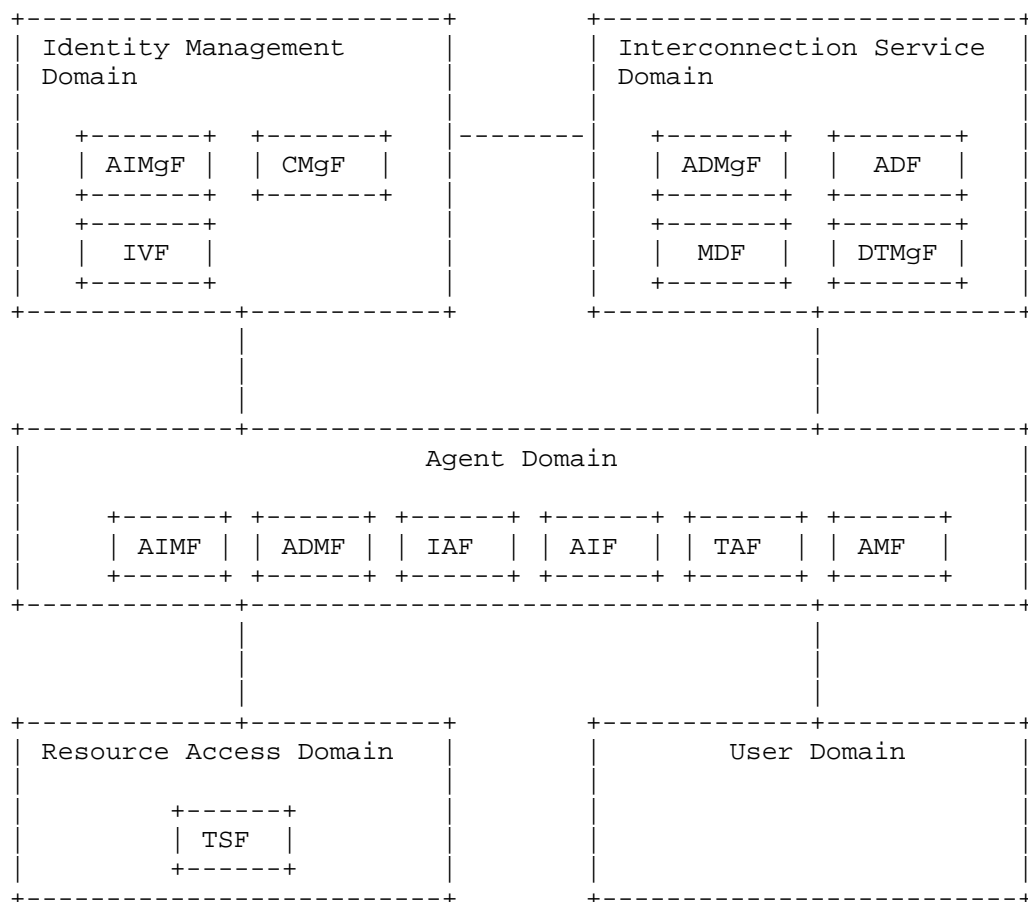 Identity Management Interconnection Service
Domain Domain
AIMgF CMgF ADMgF ADF
IVF MDF DTMgF
Agent Domain
AIMF ADMF IAF AIF TAF AMF
Resource Access Domain User Domain
TSF